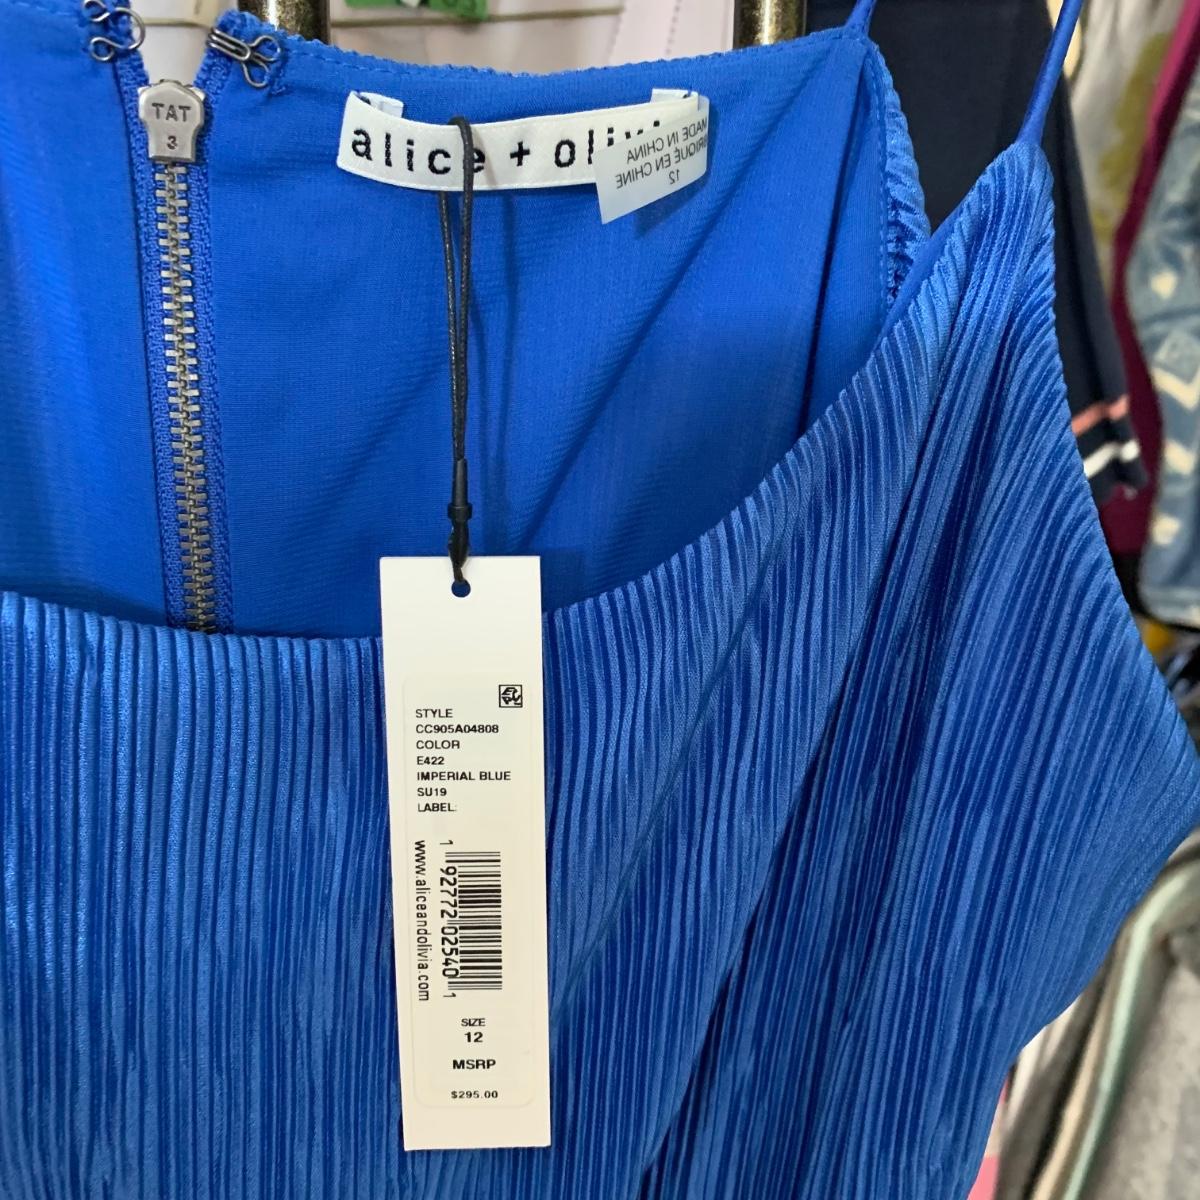 TAT
3
alice + oli
MADE IN CHINA
RIQUÉ EN CHINE
12
STYLE
CC905A04808
COLOR
E422
IMPERIAL BLUE
SU19
LABEL:
1 92772 02540 1
www.aliceandolivia.com
SIZE
12
MSRP
$295.00